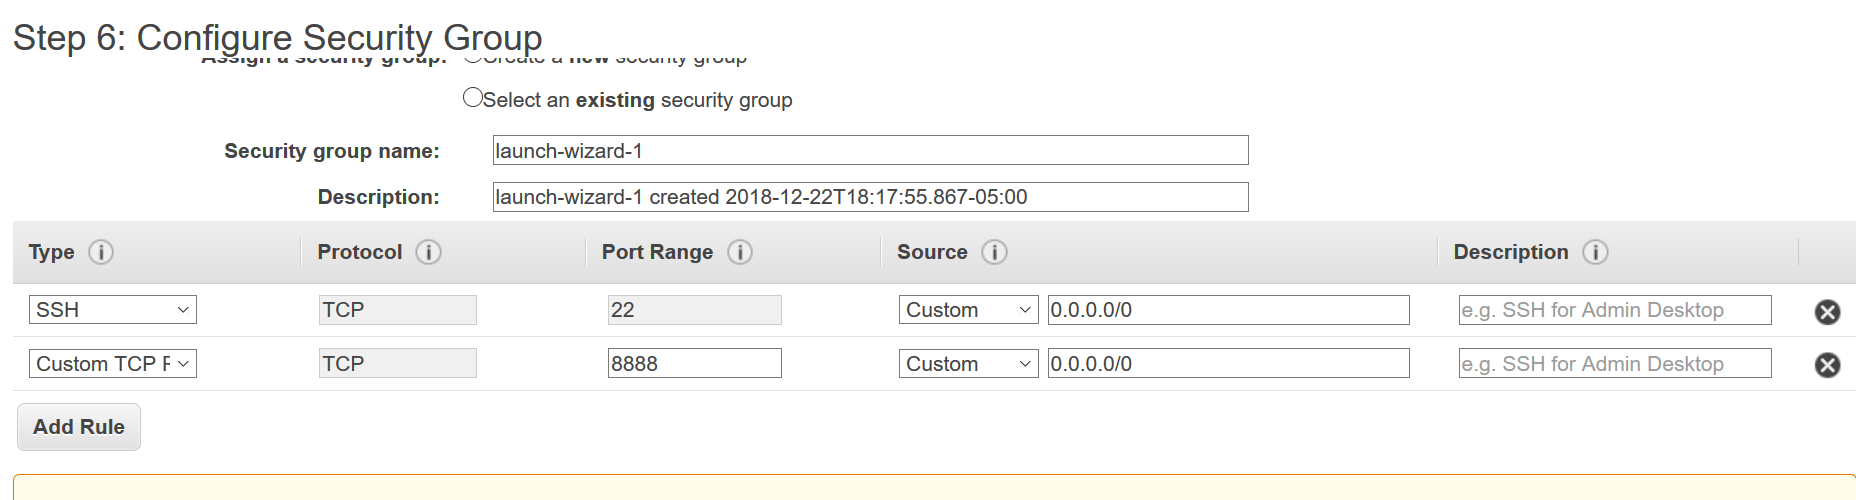 Step 6: Configure Security Group
Assign a security group: Create a new security group
Select an existing security group
Security group name: launch-wizard-1
Description: launch-wizard-1 created 2018-12-22T18:17:55.867-05:00
Type Protocol Port Range Source Description
SSH TCP 22 Custom 0.0.0.0/0 e.g. SSH for Admin Desktop
Custom TCP TCP 8888 Custom 0.0.0.0/0 e.g. SSH for Admin Desktop
Add Rule